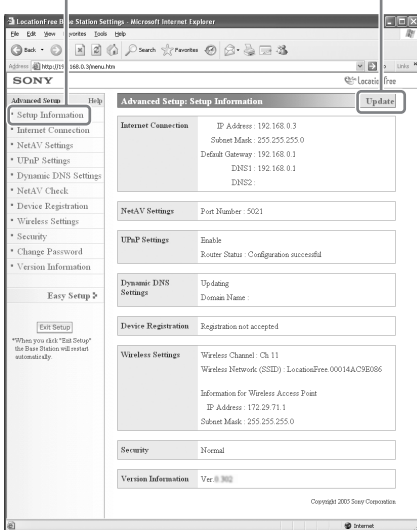 LocationFree Base Station Settings - Microsoft Internet Explorer
File Edit View Favorites Tools Help
Back Search Favorites
Address http://192.168.0.3/menu.htm Links
SONY LocationFree
Advanced Setup Help
Setup Information
Internet Connection
NetAV Settings
UPnP Settings
Dynamic DNS Settings
NetAV Check
Device Registration
Wireless Settings
Security
Change Password
Version Information
Easy Setup
Exit Setup
*When you click "Exit Setup"
the Base Station will restart
automatically.
Advanced Setup: Setup Information Update
Internet Connection IP Address : 192.168.0.3
Subnet Mask : 255.255.255.0
Default Gateway : 192.168.0.1
DNS1 : 192.168.0.1
DNS2 :
NetAV Settings Port Number : 5021
UPnP Settings Enable
Router Status : Configuration successful
Dynamic DNS
Settings
Updating
Domain Name :
Device Registration Registration not accepted
Wireless Settings Wireless Channel : Ch 11
Wireless Network (SSID) : LocationFree:00014AC9E086
Information for Wireless Access Point
IP Address : 172.29.71.1
Subnet Mask : 255.255.255.0
Security Normal
Version Information Ver.
Copyright 2005 Sony Corporation
Internet